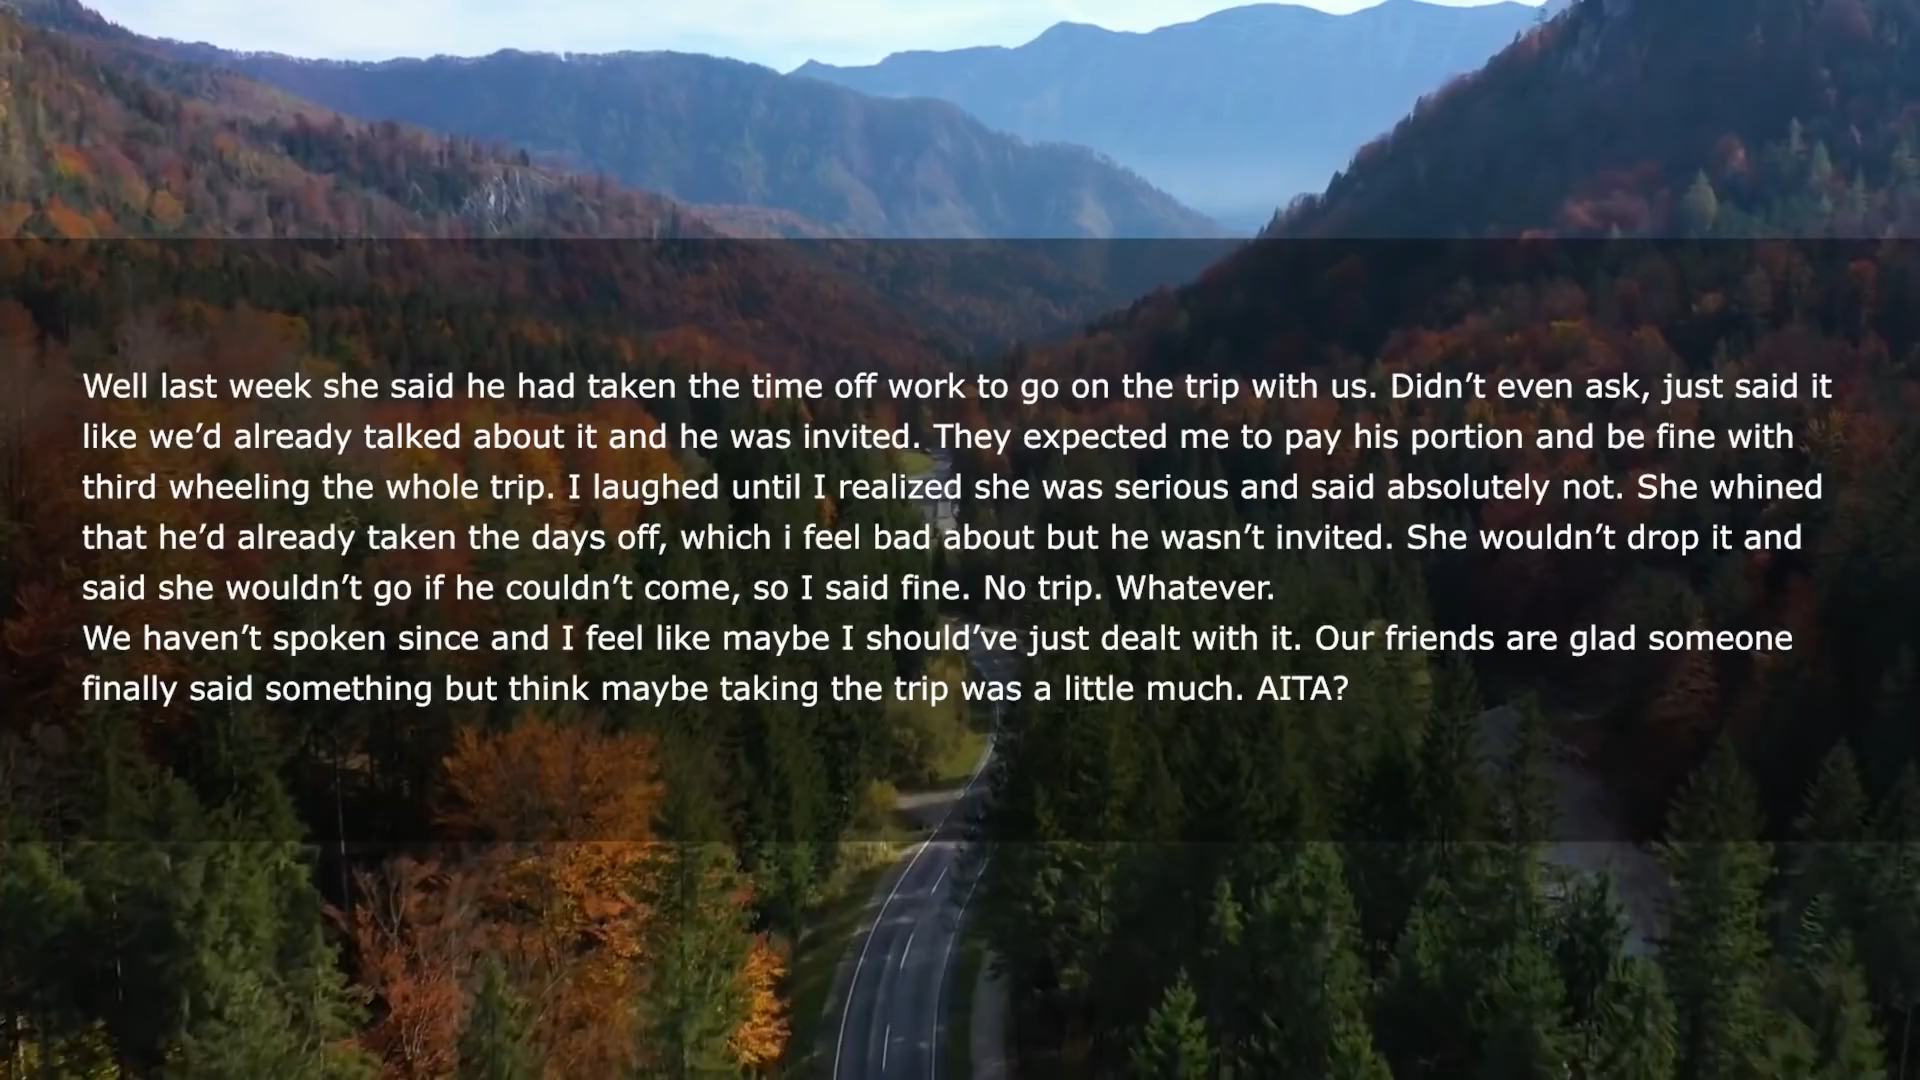 Well last week she said he had taken the time off work to go on the trip with us. Didn’t even ask, just said it
like we’d already talked about it and he was invited. They expected me to pay his portion and be fine with
third wheeling the whole trip. I laughed until I realized she was serious and said absolutely not. She whined
that he’d already taken the days off, which i feel bad about but he wasn’t invited. She wouldn’t drop it and
said she wouldn’t go if he couldn’t come, so I said fine. No trip. Whatever.
We haven’t spoken since and I feel like maybe I should’ve just dealt with it. Our friends are glad someone
finally said something but think maybe taking the trip was a little much. AITA?